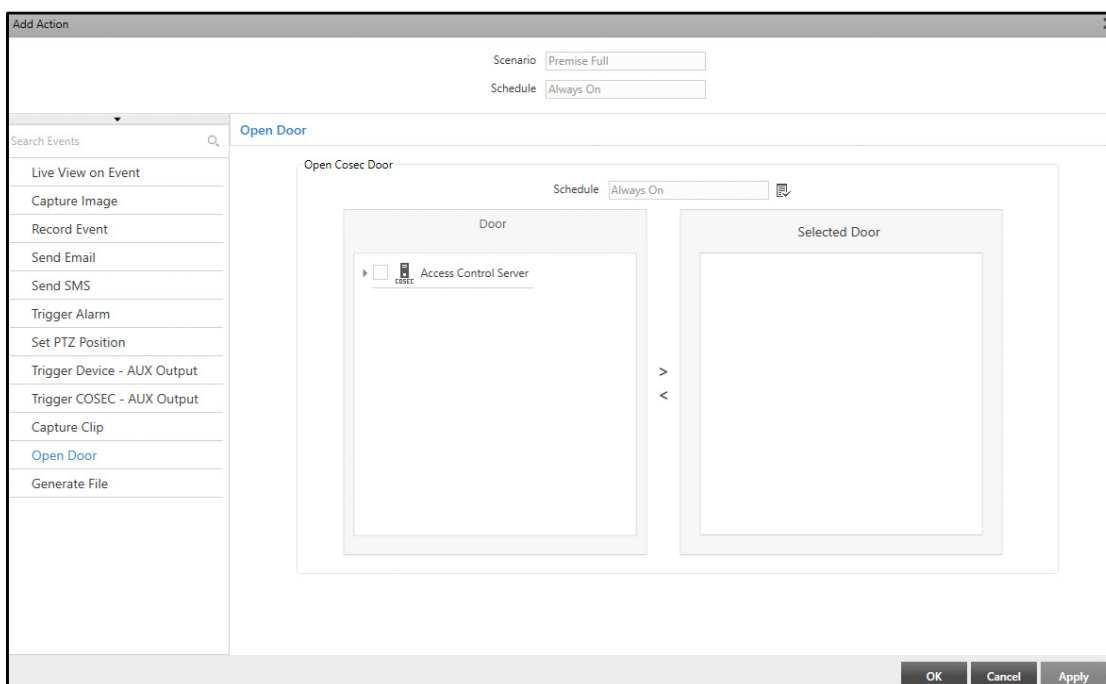 Add Action
Scenario Premise Full
Schedule Always On
Search Events
Live View on Event
Capture Image
Record Event
Send Email
Send SMS
Trigger Alarm
Set PTZ Position
Trigger Device - AUX Output
Trigger COSEC - AUX Output
Capture Clip
Open Door
Generate File
Open Door
Open Cosec Door
Schedule Always On
Door
COSEC Access Control Server
>
<
Selected Door
OK Cancel Apply